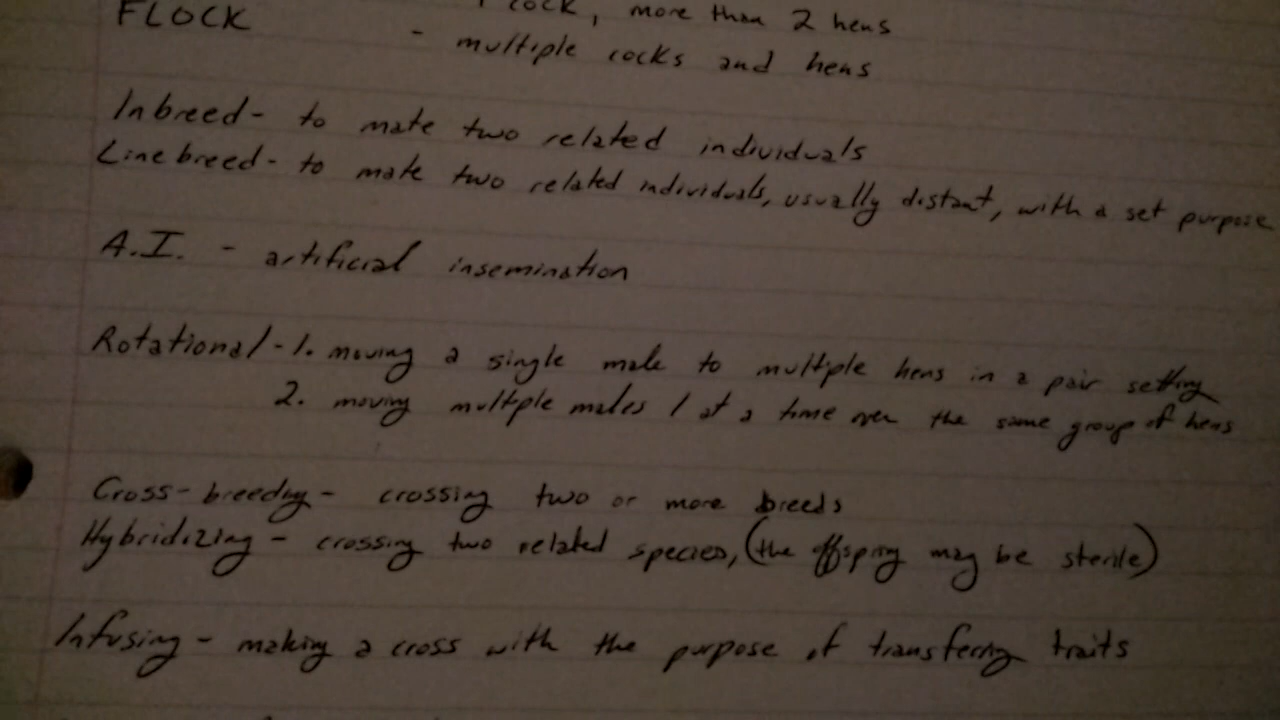 FLOCK 1 cock, more than 2 hens
- multiple cocks and hens
Inbreed - to mate two related individuals
Line breed - to mate two related individuals, usually distant, with a set purpose
A.I. - artificial insemination
Rotational - 1. moving a single male to multiple hens in a pair setting
2. moving multiple males 1 at a time over the same group of hens
Cross-breeding - crossing two or more breeds
Hybridizing - crossing two related species, (the offspring may be sterile)
Infusing - making a cross with the purpose of transfering traits